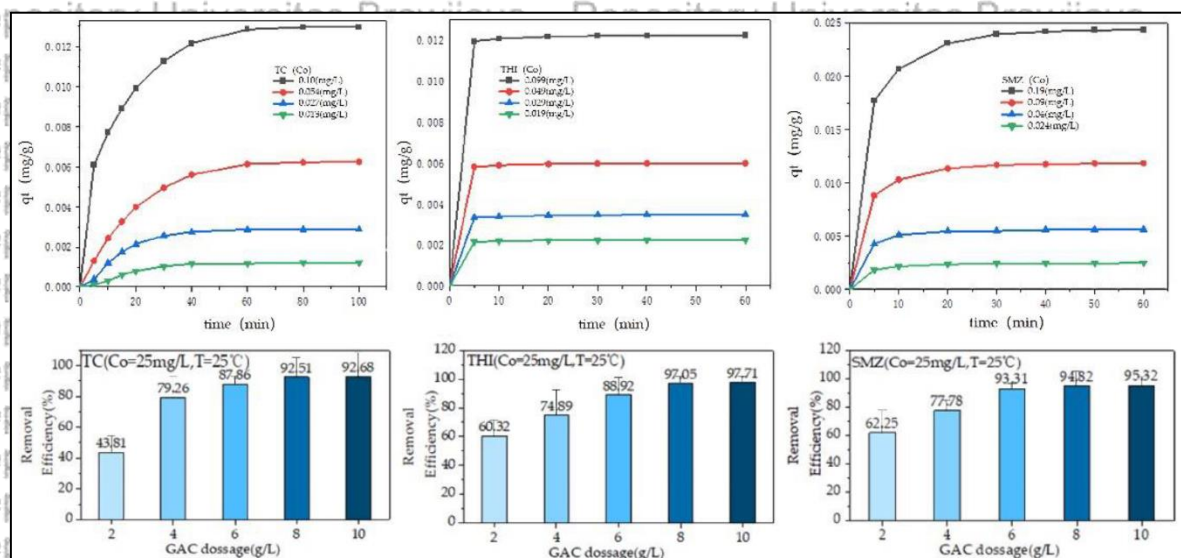 Universitas Brawijaya Repository Universitas Brawijaya
qt (mg/g)
0.012
0.010
0.008
0.006
0.004
0.002
0.000
TC (Co)
0.10(mg/L)
0.054(mg/L)
0.027(mg/L)
0.013(mg/L)
0 20 40 60 80 100
time (min)
qt (mg/g)
0.012
0.010
0.008
0.006
0.004
0.002
0.000
THI (Co)
0.099(mg/L)
0.049(mg/L)
0.029(mg/L)
0.019(mg/L)
0 10 20 30 40 50 60
time (min)
qt (mg/g)
0.025
0.020
0.015
0.010
0.005
0.000
SMZ (Co)
0.19(mg/L)
0.09(mg/L)
0.04(mg/L)
0.024(mg/L)
0 10 20 30 40 50 60
time (min)
TC(Co=25mg/L,T=25℃)
Removal
Efficiency(%)
100
80
60
40
20
0
43.81 79.26 87.86 92.51 92.68
2 4 6 8 10
GAC dossage(g/L)
THI(Co=25mg/L,T=25℃)
Removal
Efficiency(%)
120
100
80
60
40
20
0
60.32 74.89 88.92 97.05 97.71
2 4 6 8 10
GAC dossage(g/L)
SMZ(Co=25mg/L,T=25℃)
Removal
Efficiency(%)
120
100
80
60
40
20
0
62.25 77.78 93.31 94.82 95.32
2 4 6 8 10
GAC dossage(g/L)